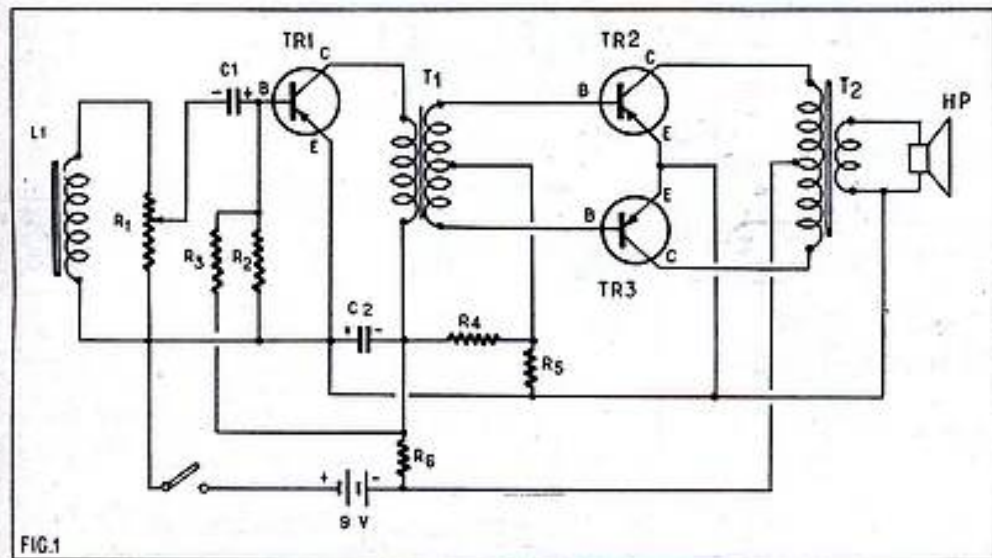 TR1
TR2
C
C
C1
T1
T2
- +
B
B
HP
L1
E
E
R1
E
R3
R2
B
C
TR3
C2
+ -
R4
R5
R6
+ -
9 V
FIG.1